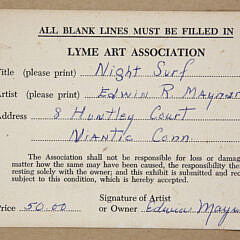 ALL BLANK LINES MUST BE FILLED IN
LYME ART ASSOCIATION
Title (please print) Night Surf
Artist (please print) Edwin R. Maynar
Address 8 Huntley Court
Niantic Conn.
The Association shall not be responsible for loss or damag
matter how the same may have been caused, the responsibility
resting solely with the owner; and this exhibit is submitted and rece
subject to this condition, which is hereby accepted.
Signature of Artist
Price 50.00 or Owner Edwin Mayn